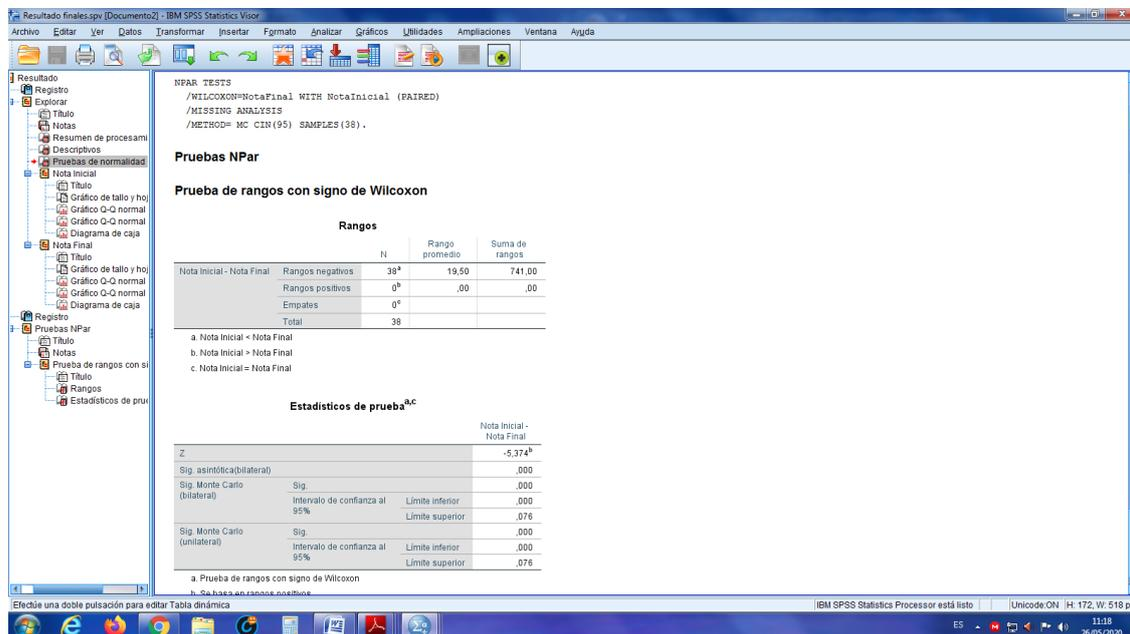 Resultado finales.spv [Documento2] - IBM SPSS Statistics Visor
Archivo Editar Ver Datos Transformar Insertar Formato Analizar Gráficos Utilidades Ampliaciones Ventana Ayuda
Resultado
Registro
Explorar
Título
Notas
Resumen de procesami
Descriptivos
Pruebas de normalidad
Nota Inicial
Título
Gráfico de tallo y hoj
Gráfico Q-Q normal
Gráfico Q-Q normal
Diagrama de caja
Nota Final
Título
Gráfico de tallo y hoj
Gráfico Q-Q normal
Gráfico Q-Q normal
Diagrama de caja
Registro
Pruebas NPar
Título
Notas
Prueba de rangos con si
Título
Rangos
Estadísticos de prue
NPAR TESTS
/WILCOXON=NotaFinal WITH NotaInicial (PAIRED)
/MISSING ANALYSIS
/METHOD= MC CIN(95) SAMPLES(38).
Pruebas NPar
Prueba de rangos con signo de Wilcoxon
Rangos
N Rango promedio Suma de rangos
Nota Inicial - Nota Final Rangos negativos 38a 19,50 741,00
Rangos positivos 0b ,00 ,00
Empates 0c
Total 38
a. Nota Inicial < Nota Final
b. Nota Inicial > Nota Final
c. Nota Inicial = Nota Final
Estadísticos de pruebaa,c
Nota Inicial - Nota Final
Z -5,374b
Sig. asintótica(bilateral) ,000
Sig. Monte Carlo (bilateral) Sig. ,000
Intervalo de confianza al 95% Límite inferior ,000
Límite superior ,076
Sig. Monte Carlo (unilateral) Sig. ,000
Intervalo de confianza al 95% Límite inferior ,000
Límite superior ,076
a. Prueba de rangos con signo de Wilcoxon
b. Se basa en rangos positivos
Efectúe una doble pulsación para editar Tabla dinámica
IBM SPSS Statistics Processor está listo
Unicode:ON H: 172, W: 518 p
ES 11:18
26/05/2020